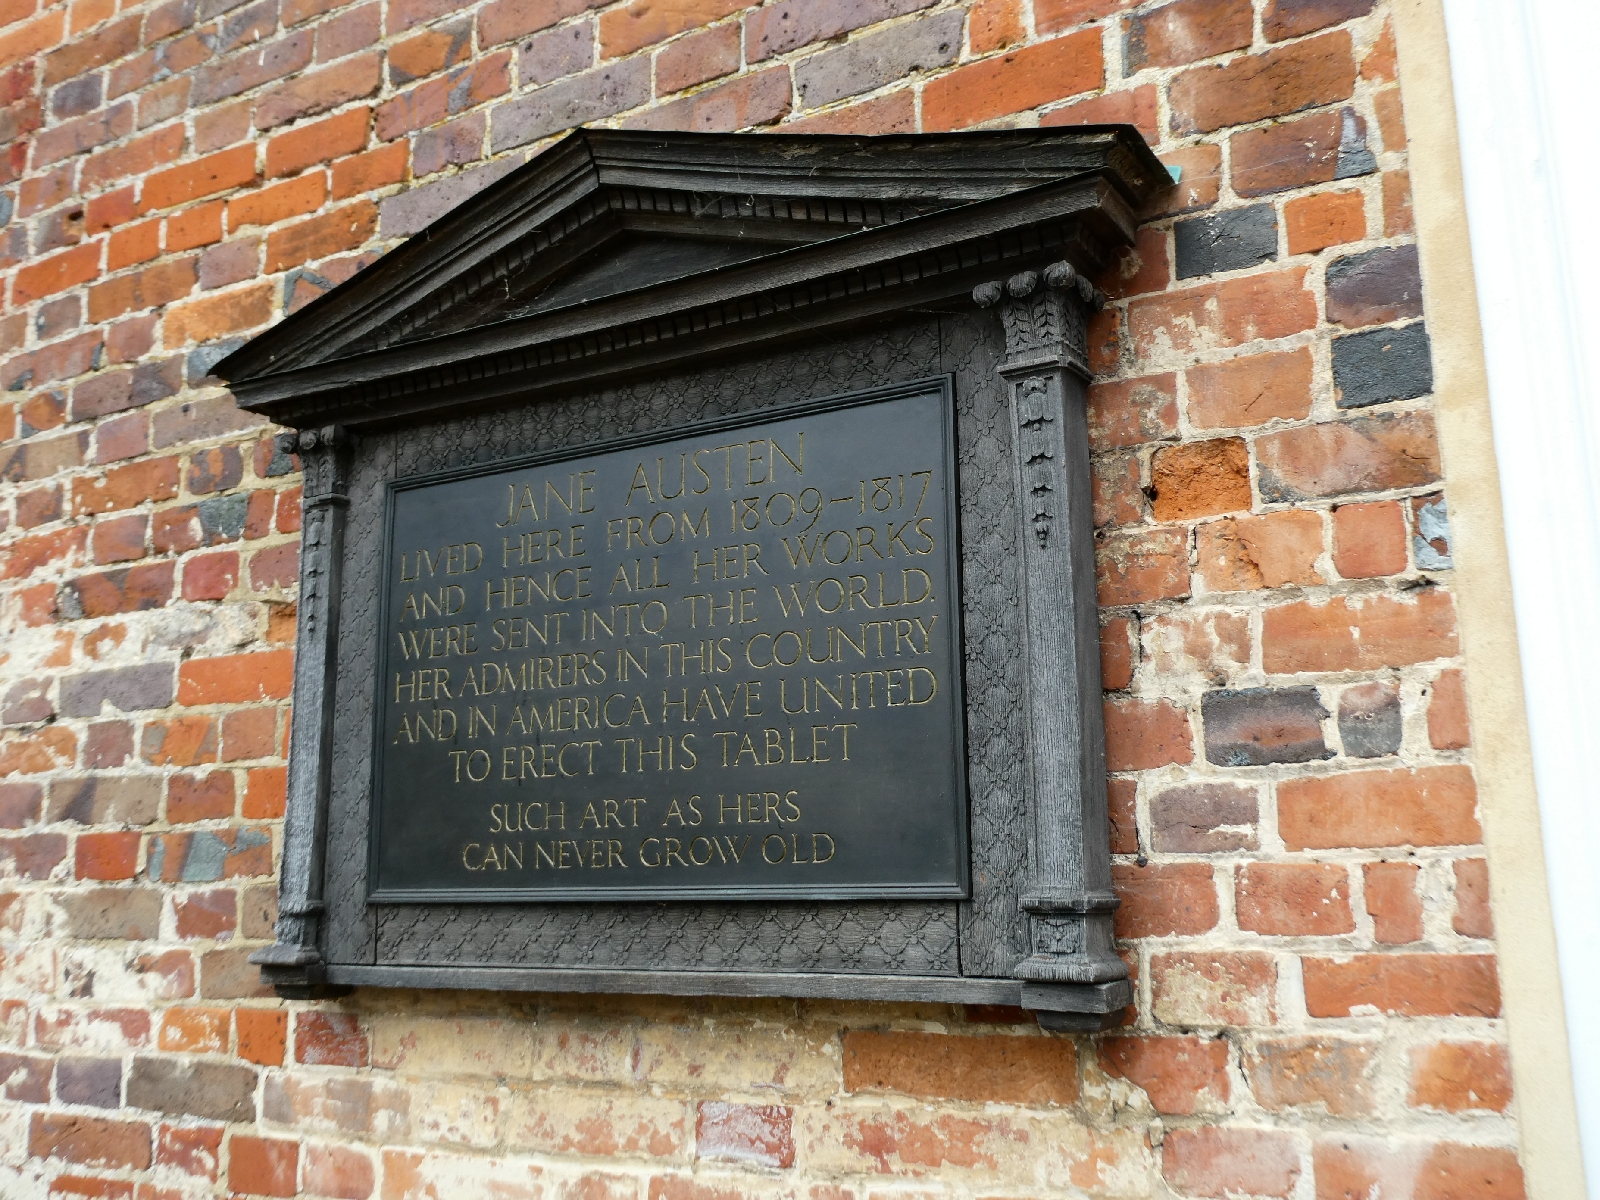 JANE AUSTEN
LIVED HERE FROM 1809–1817
AND HENCE ALL HER WORKS
WERE SENT INTO THE WORLD.
HER ADMIRERS IN THIS COUNTRY
AND IN AMERICA HAVE UNITED
TO ERECT THIS TABLET
SUCH ART AS HERS
CAN NEVER GROW OLD